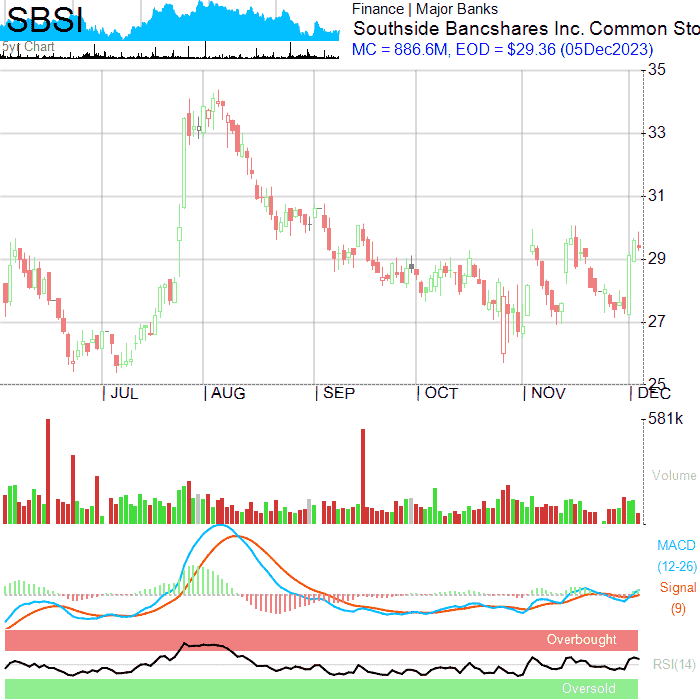 SBSI
5yr Chart
Finance | Major Banks
Southside Bancshares Inc. Common Sto
MC = 886.6M, EOD = $29.36 (05Dec2023)
35
33
31
29
27
25
JUL
AUG
SEP
OCT
NOV
DEC
581k
Volume
MACD
(12-26)
Signal
(9)
Overbought
RSI(14)
Oversold